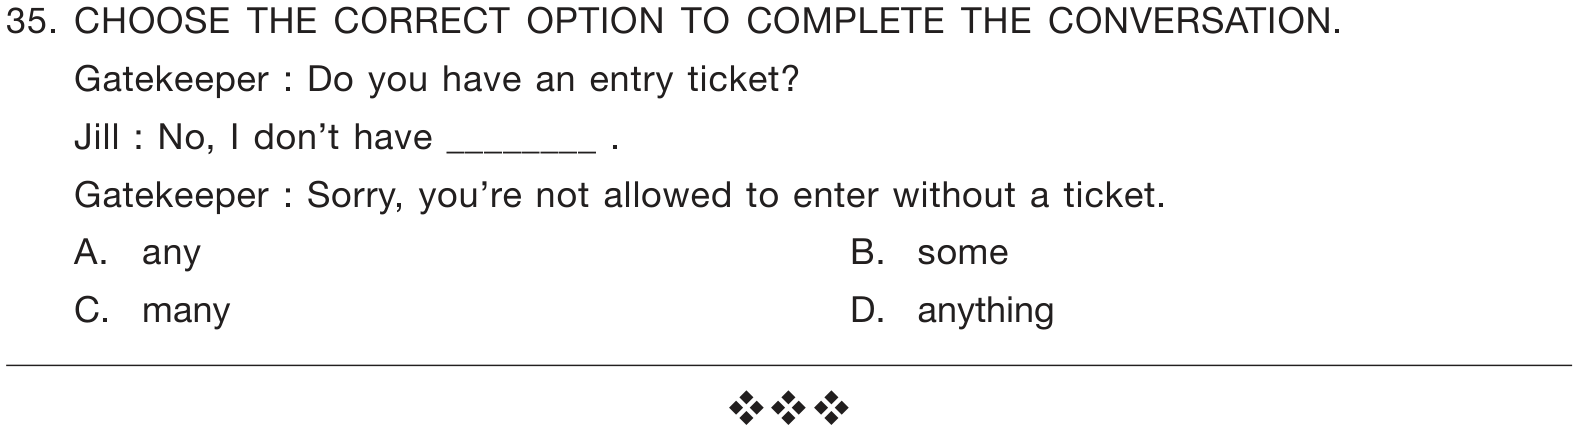 35. CHOOSE THE CORRECT OPTION TO COMPLETE THE CONVERSATION.
Gatekeeper : Do you have an entry ticket?
Jill : No, I don’t have ________ .
Gatekeeper : Sorry, you’re not allowed to enter without a ticket.
A. any B. some
C. many D. anything